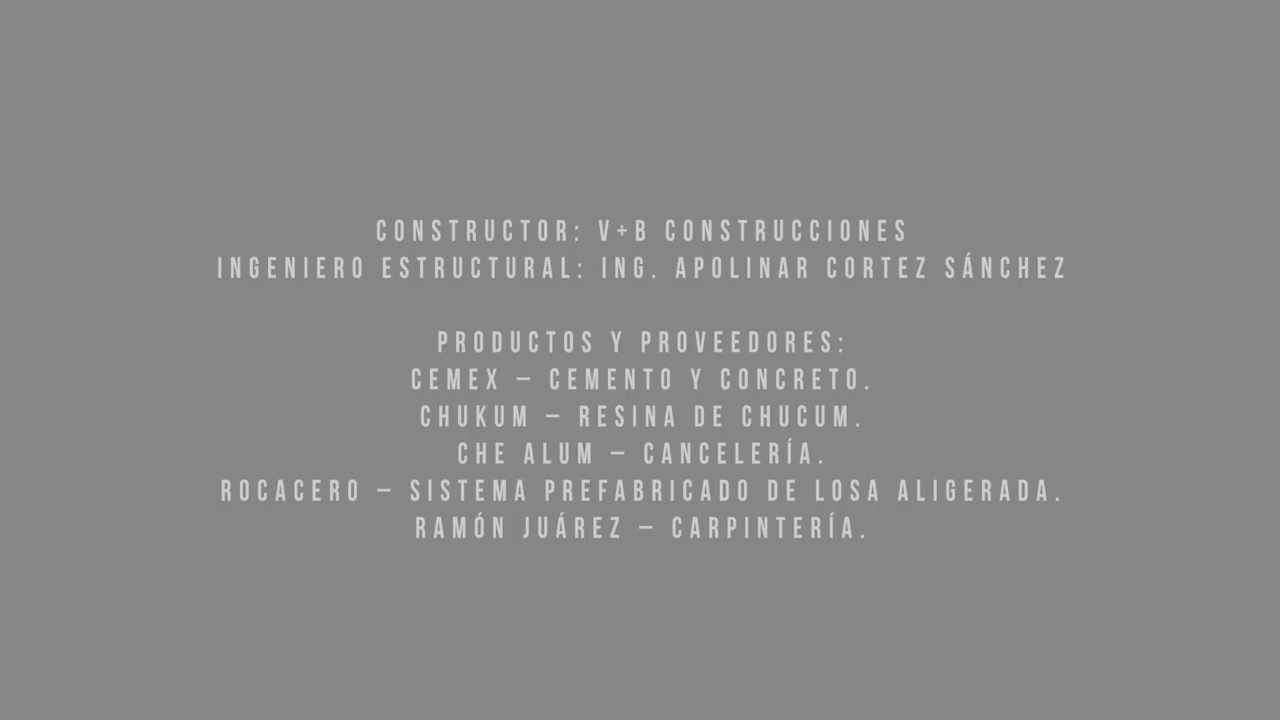 CONSTRUCTOR: V+B CONSTRUCCIONES
INGENIERO ESTRUCTURAL: ING. APOLINAR CORTEZ SÁNCHEZ
PRODUCTOS Y PROVEEDORES:
CEMEX – CEMENTO Y CONCRETO.
CHUKUM – RESINA DE CHUCUM.
CHE ALUM – CANCELERÍA.
ROCACERO – SISTEMA PREFABRICADO DE LOSA ALIGERADA.
RAMÓN JUÁREZ – CARPINTERÍA.